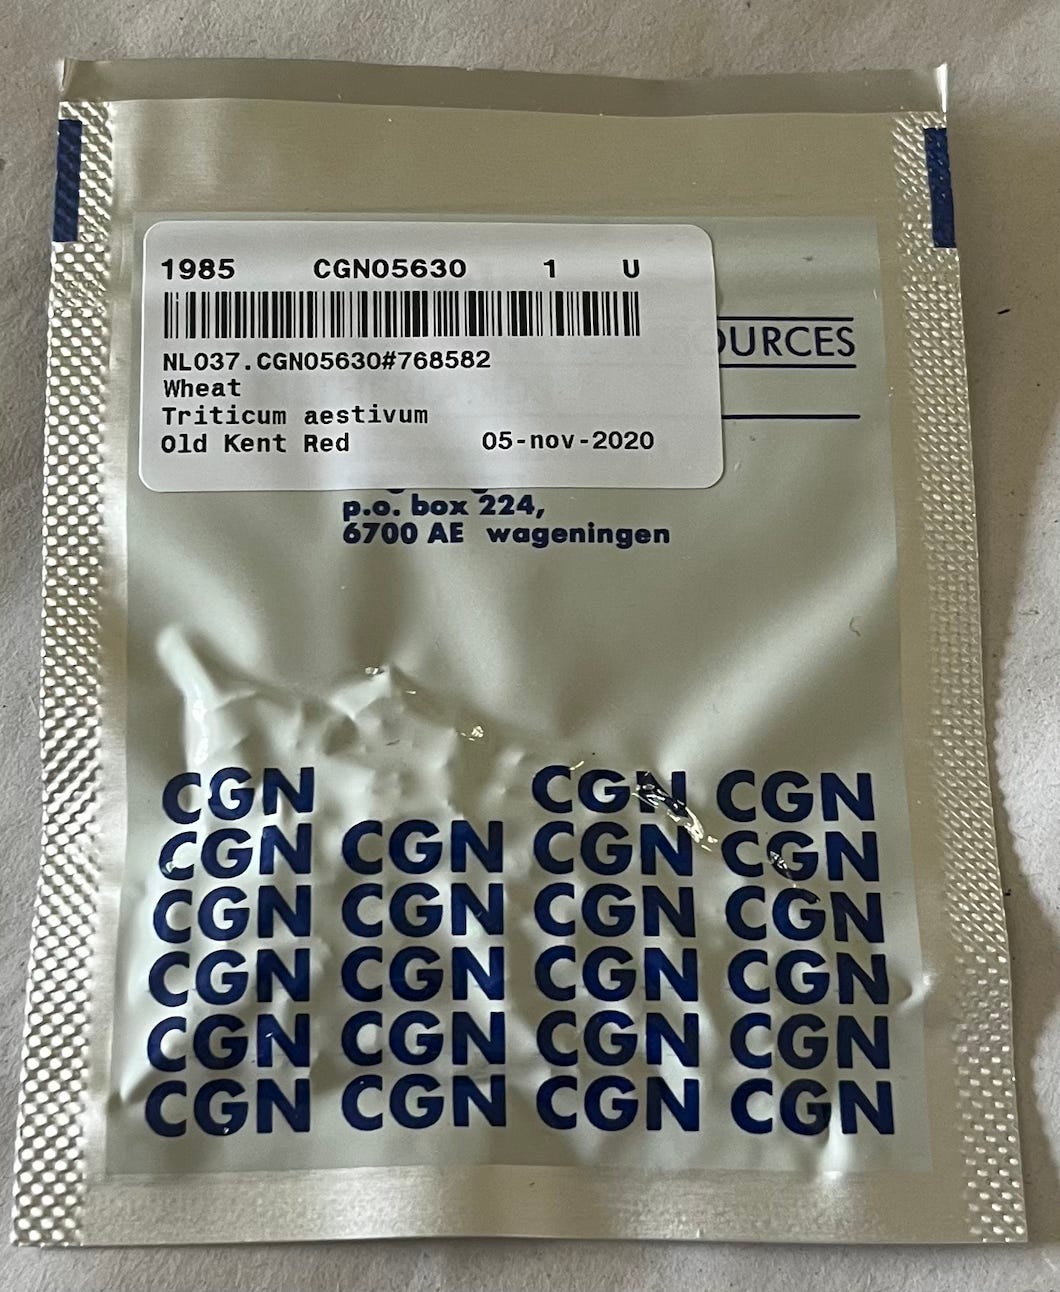 1985 CGN05630 1 U
NL037.CGN05630#768582
Wheat
Triticum aestivum
Old Kent Red 05-nov-2020
OURCES
p.o. box 224,
6700 AE wageningen
CGN CGN CGN
CGN CGN CGN CGN
CGN CGN CGN CGN
CGN CGN CGN CGN
CGN CGN CGN CGN
CGN CGN CGN CGN